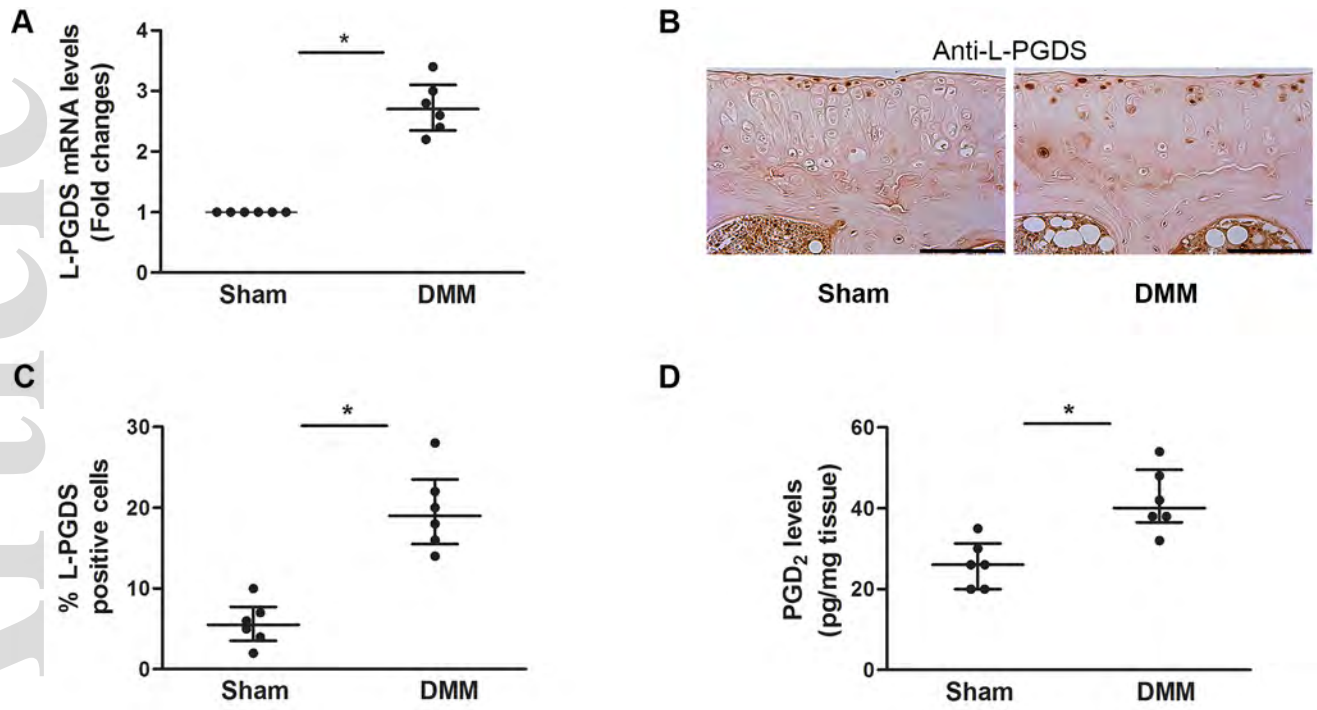 A
L-PGDS mRNA levels
(Fold changes)
4
3
2
1
0
*
Sham
DMM
B
Anti-L-PGDS
Sham
DMM
C
% L-PGDS
positive cells
30
20
10
0
*
Sham
DMM
D
PGD₂ levels
(pg/mg tissue)
60
40
20
0
*
Sham
DMM